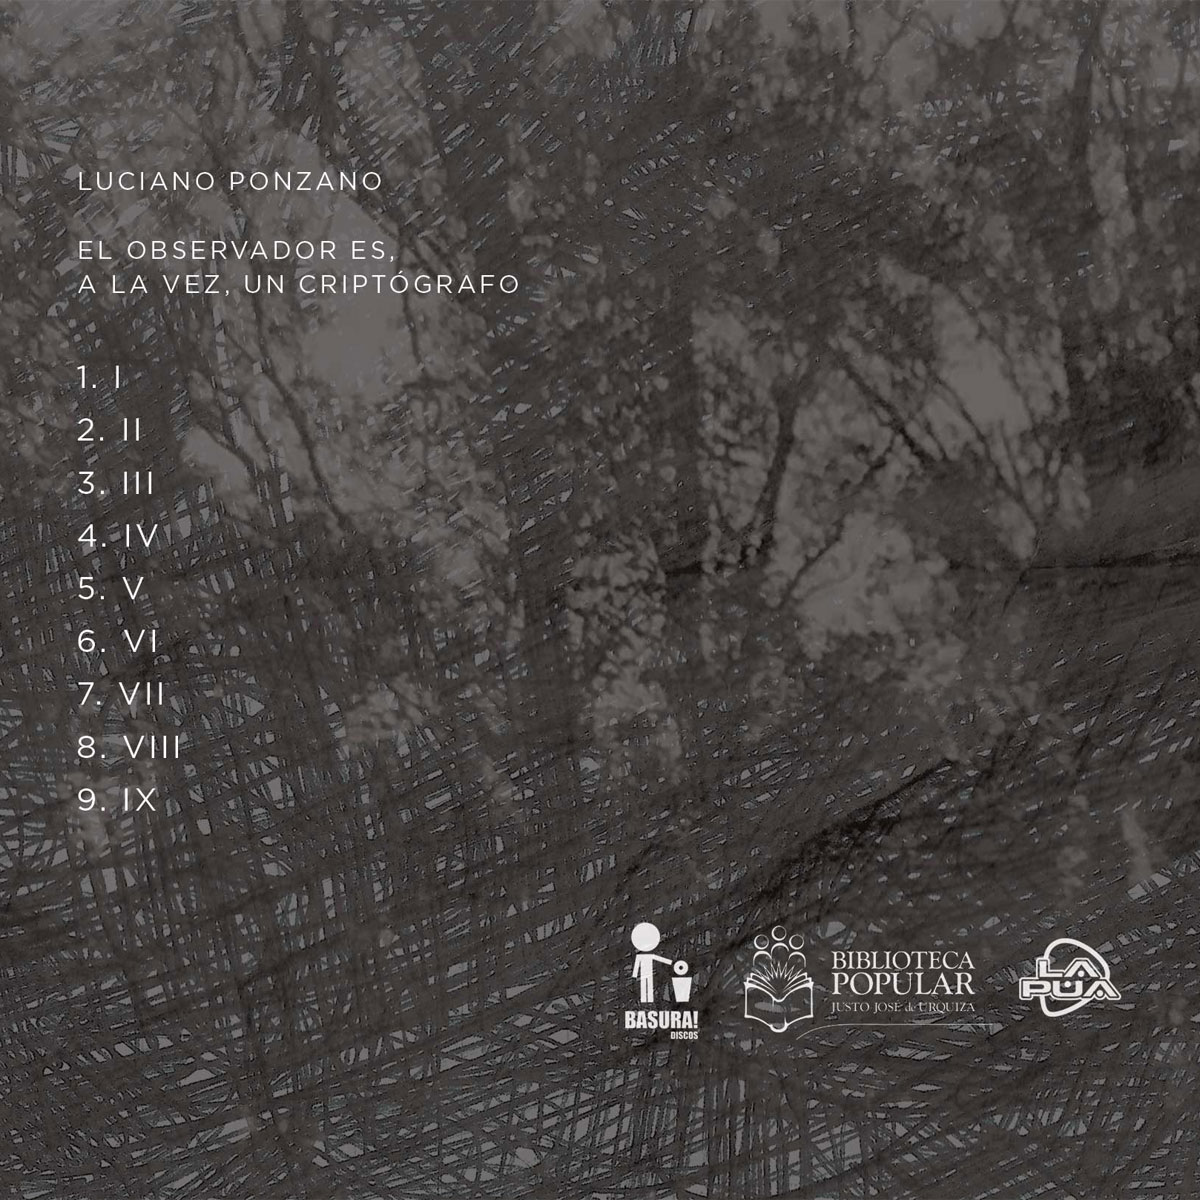 LUCIANO PONZANO
EL OBSERVADOR ES,
A LA VEZ, UN CRIPTÓGRAFO
1. I
2. II
3. III
4. IV
5. V
6. VI
7. VII
8. VIII
9. IX
BASURA!
DISCOS
BIBLIOTECA
POPULAR
JUSTO JOSÉ de URQUIZA
LA
PÚA